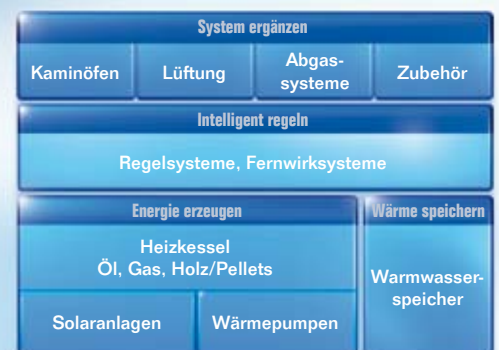 System ergänzen
Kaminöfen Lüftung Abgas-
systeme Zubehör
Intelligent regeln
Regelsysteme, Fernwirksysteme
Energie erzeugen Wärme speichern
Heizkessel
Öl, Gas, Holz/Pellets
Warmwasser-
speicher
Solaranlagen Wärmepumpen